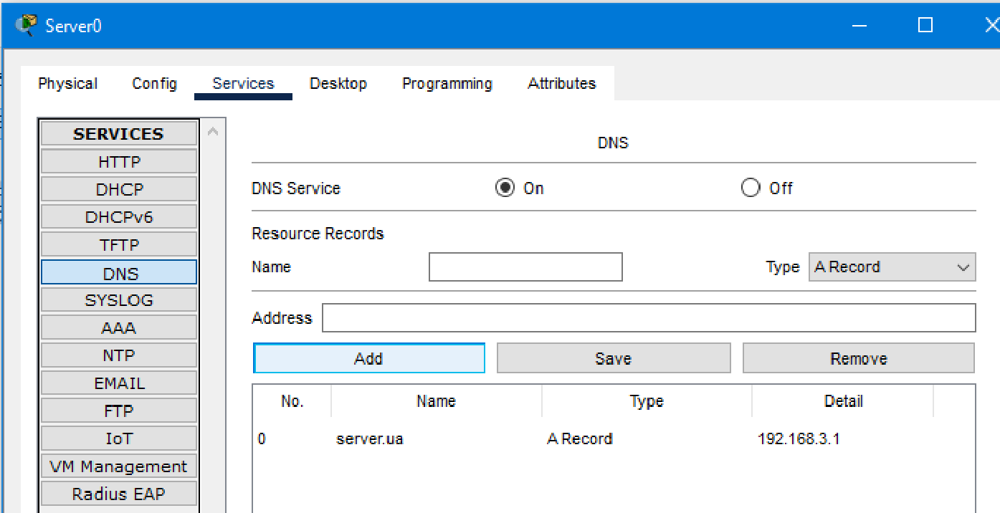 Server0
Physical Config Services Desktop Programming Attributes
SERVICES
HTTP
DHCP
DHCPv6
TFTP
DNS
SYSLOG
AAA
NTP
EMAIL
FTP
IoT
VM Management
Radius EAP
DNS
DNS Service On Off
Resource Records
Name Type A Record
Address
Add Save Remove
No. Name Type Detail
0 server.ua A Record 192.168.3.1